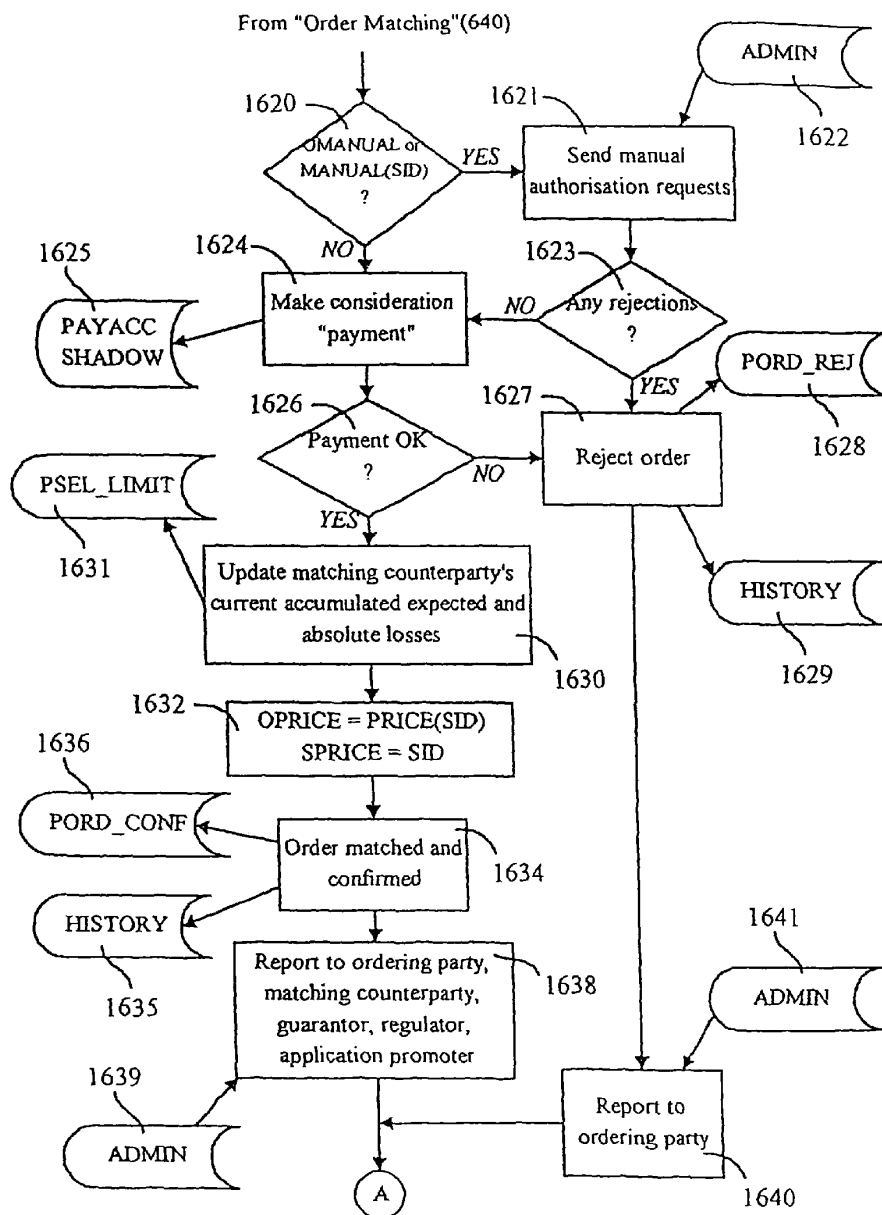 From "Order Matching"(640)
ADMIN
1620
1621
1622
OMANUAL or
MANUAL(SID)
?
YES
Send manual
authorisation requests
NO
1625
1624
1623
PAYACC
SHADOW
Make consideration
"payment"
NO
Any rejections
?
YES
PORD_REJ
1626
1627
1628
Payment OK
?
NO
Reject order
PSEL_LIMIT
YES
1631
Update matching counterparty's
current accumulated expected and
absolute losses
HISTORY
1630
1629
1632
OPRICE = PRICE(SID)
SPRICE = SID
1636
PORD_CONF
Order matched and
confirmed
1634
HISTORY
1635
1641
Report to ordering party,
matching counterparty,
guarantor, regulator,
application promoter
1638
ADMIN
1639
Report to
ordering party
ADMIN
1640
A